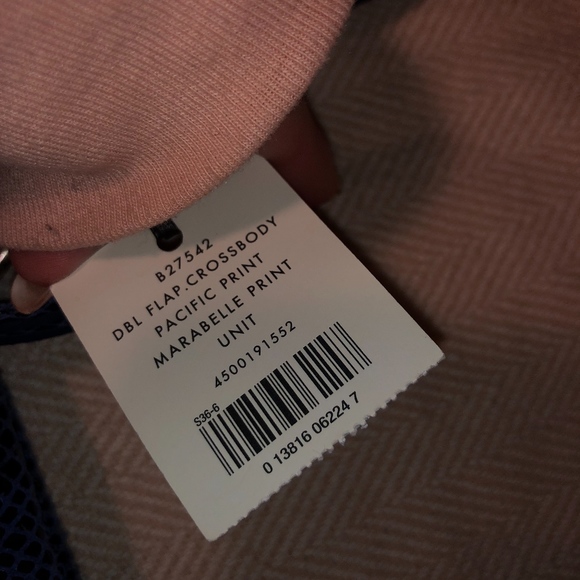 B27542
DBL FLAP.CROSSBODY
PACIFIC PRINT
MARABELLE PRINT
UNIT
4500191552
S36-6
0 13816 06224 7